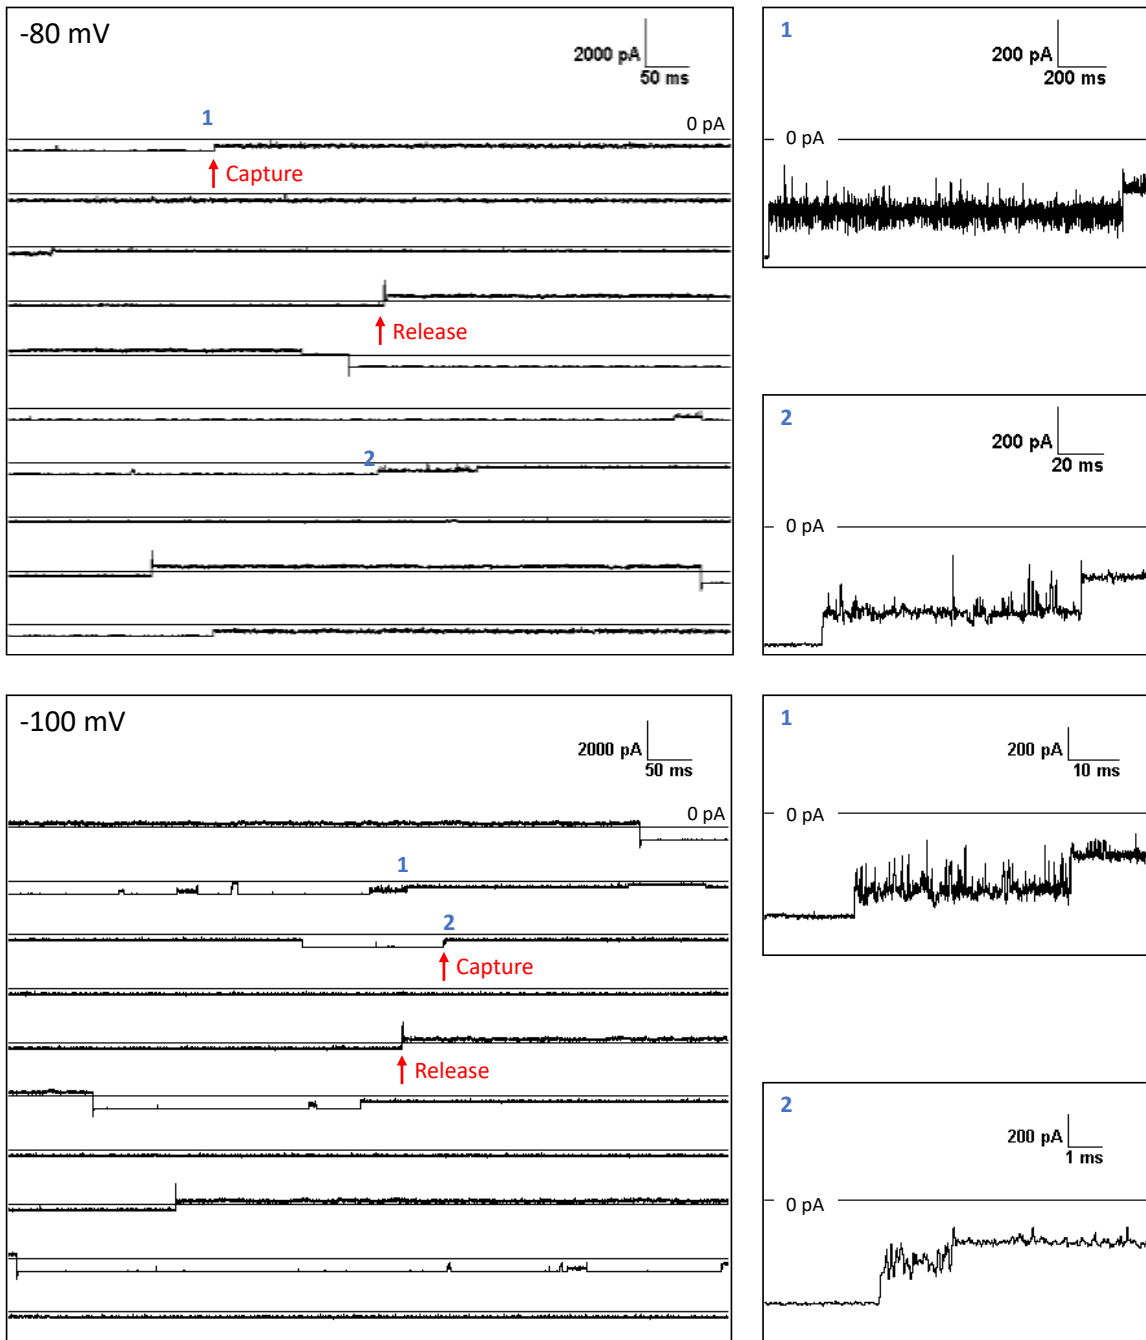 -80 mV
2000 pA
50 ms
1
0 pA
Capture
Release
2
1
200 pA
200 ms
0 pA
2
200 pA
20 ms
0 pA
-100 mV
2000 pA
50 ms
0 pA
1
2
Capture
Release
1
200 pA
10 ms
0 pA
2
200 pA
1 ms
0 pA